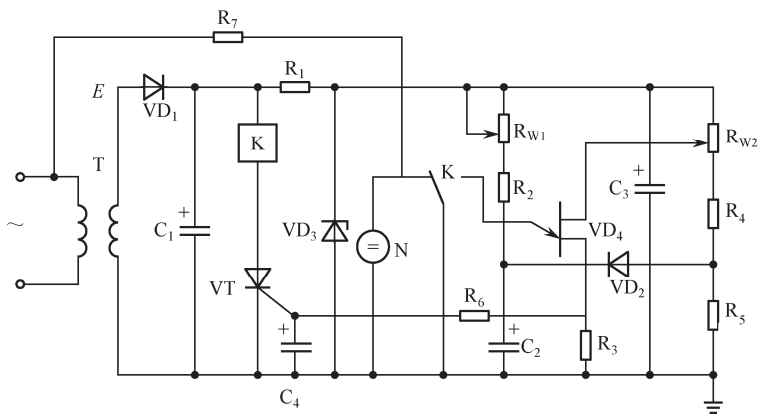 R7
E
VD1
R1
T
K
RW1
K
RW2
+
C1
R2
+
C3
VD3
=
N
VD4
R4
~
VT
R6
VD2
R5
+
+
C2
R3
C4